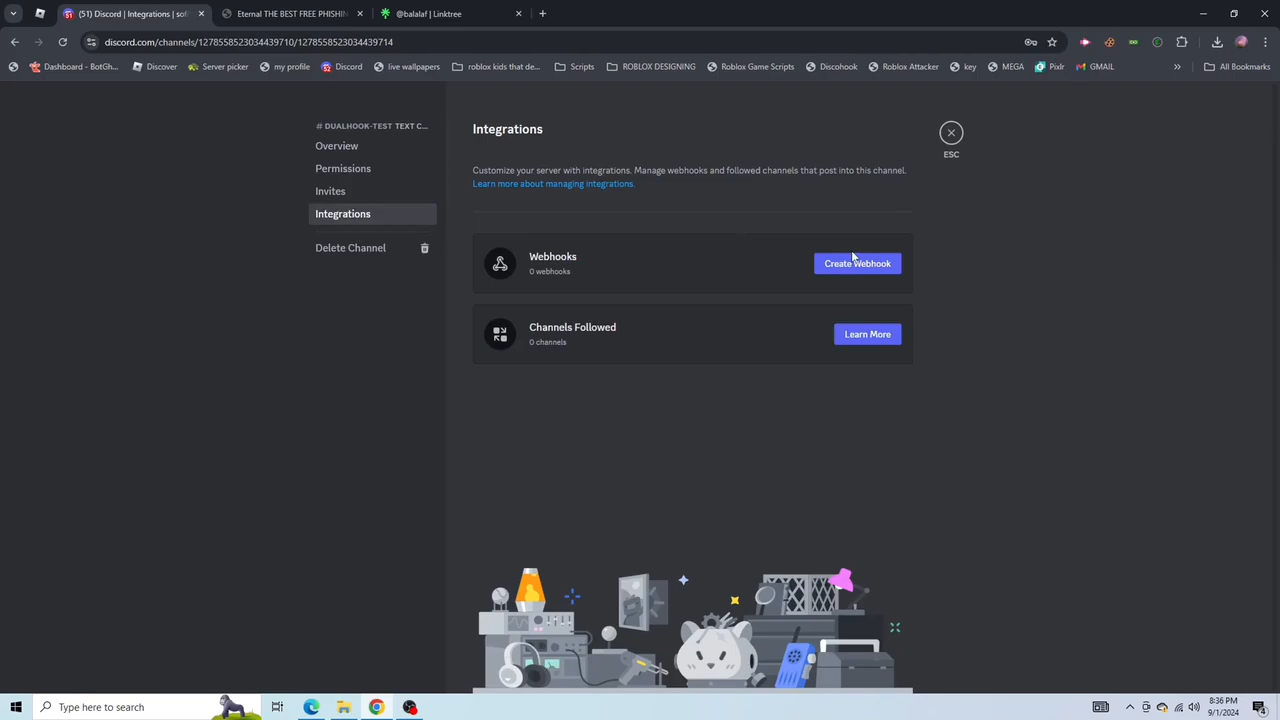 (51) Discord | Integrations | sof
Eternal THE BEST FREE PHISHIN
@balalaf | Linktree
discord.com/channels/1278558523034439710/1278558523034439714
Dashboard - BotGh...
Discover
Server picker
my profile
Discord
live wallpapers
roblox kids that de...
Scripts
ROBLOX DESIGNING
Roblox Game Scripts
Discohook
Roblox Attacker
key
MEGA
Pixlr
GMAIL
All Bookmarks
# DUALHOOK-TEST TEXT C...
Overview
Permissions
Invites
Integrations
Delete Channel
Integrations
ESC
Customize your server with integrations. Manage webhooks and followed channels that post into this channel.
Learn more about managing integrations.
Webhooks
0 webhooks
Create Webhook
Channels Followed
0 channels
Learn More
Type here to search
8:36 PM
9/1/2024